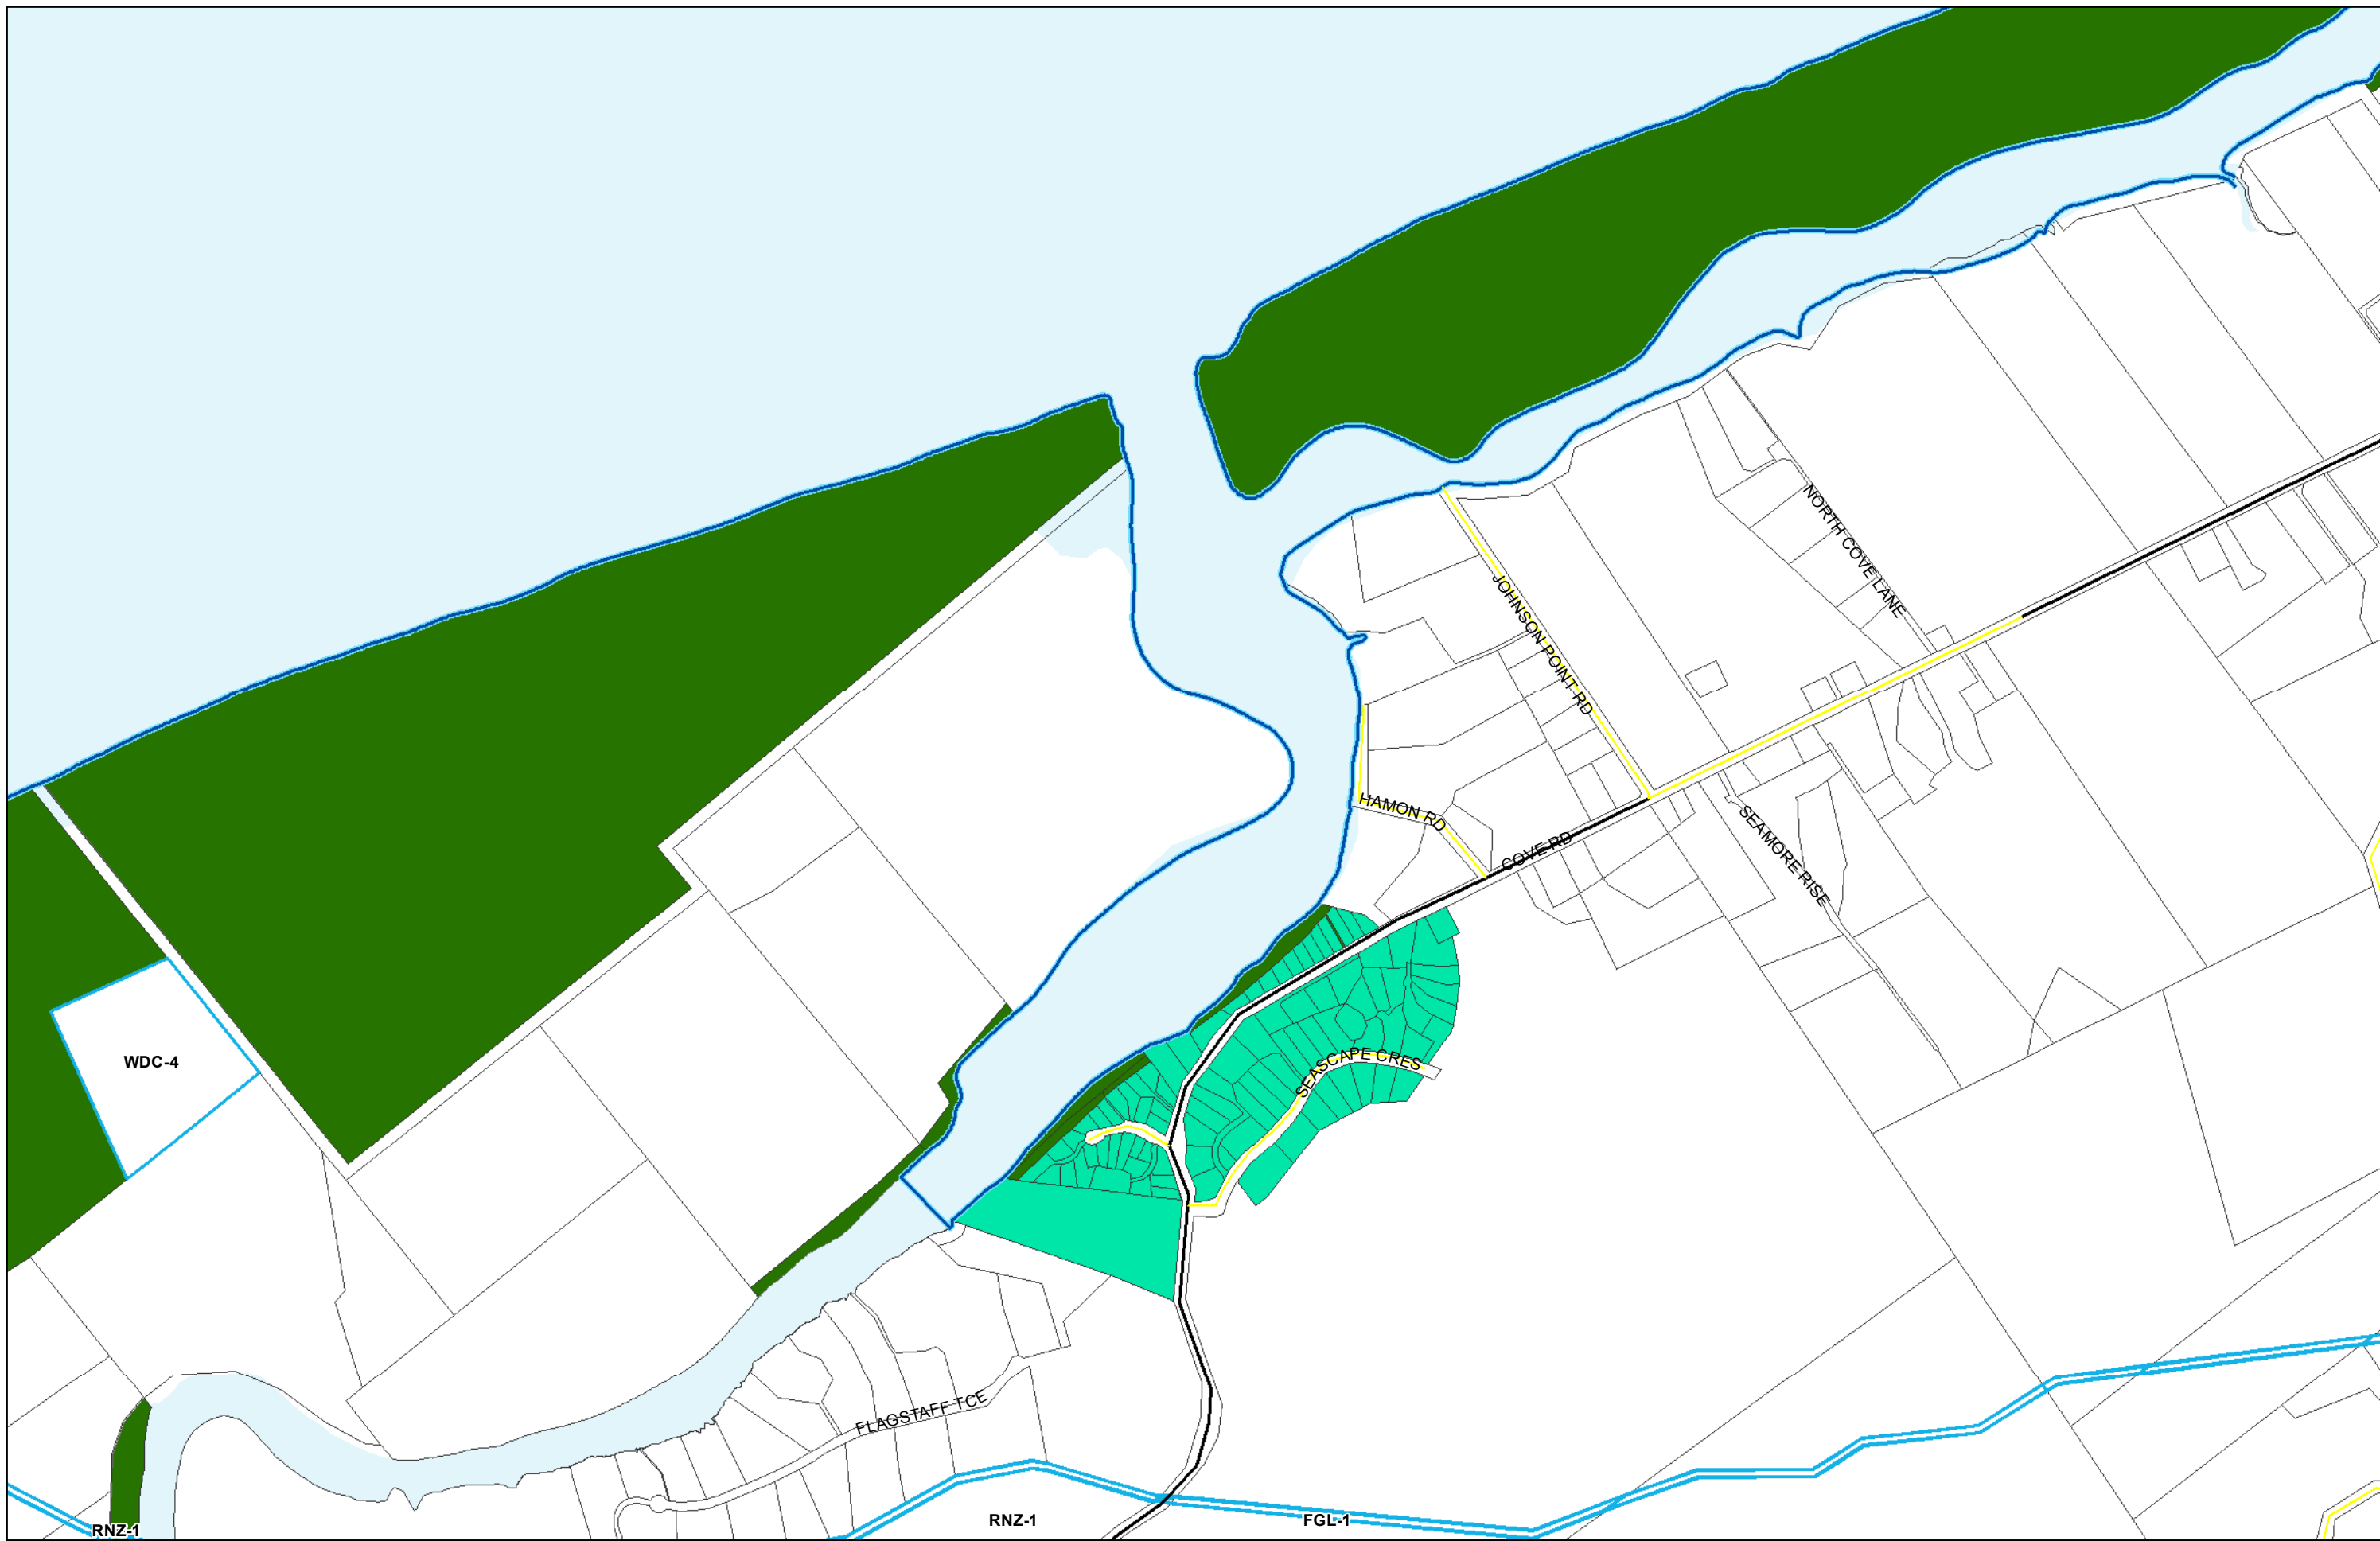 NORTH COVE LANE
JOHNSON POINT RD
HAMON RD
COVE RD
SEAMORE RISE
WDC-4
SEASCAPE CRES
FLAGSTAFF TCE
RNZ-1
RNZ-1
FGL-1